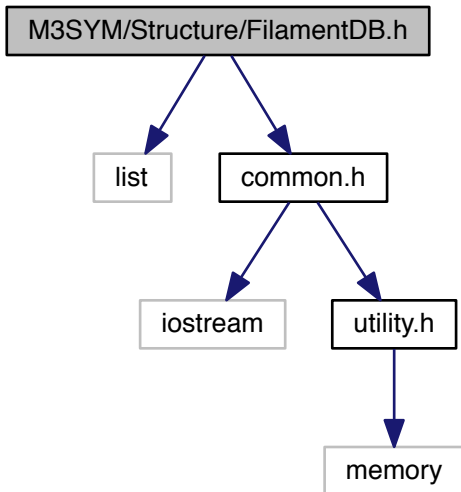 M3SYM/Structure/FilamentDB.h
list
common.h
iostream
utility.h
memory